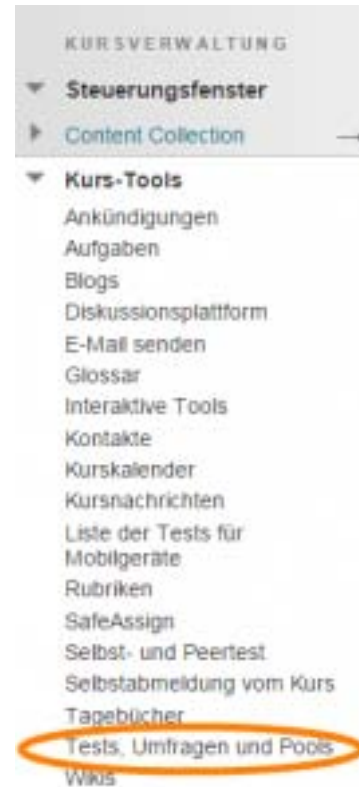 KURSVERWALTUNG
Steuerungsfenster
Content Collection
Kurs-Tools
Ankündigungen
Aufgaben
Blogs
Diskussionsplattform
E-Mail senden
Glossar
Interaktive Tools
Kontakte
Kurskalender
Kursnachrichten
Liste der Tests für
Mobilgeräte
Rubriken
SafeAssign
Selbst- und Peertest
Selbstabmeldung vom Kurs
Tagebücher
Tests, Umfragen und Pools
Wikis